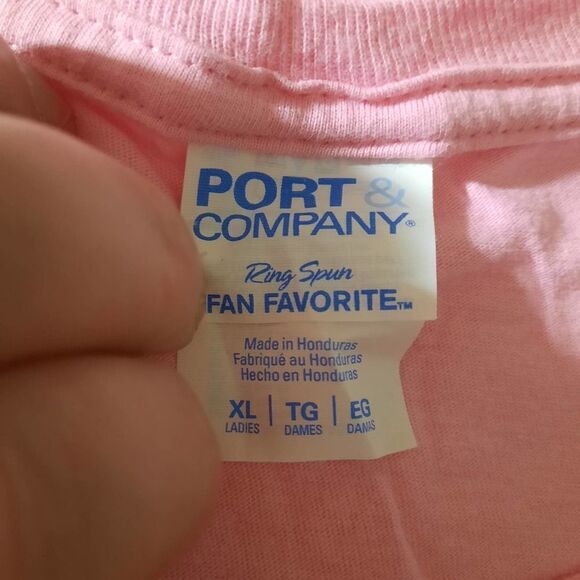 PORT &
COMPANY®
Ring Spun
FAN FAVORITE™
Made in Honduras
Fabriqué au Honduras
Hecho en Honduras
XL | TG | EG
LADIES DAMES DAMAS